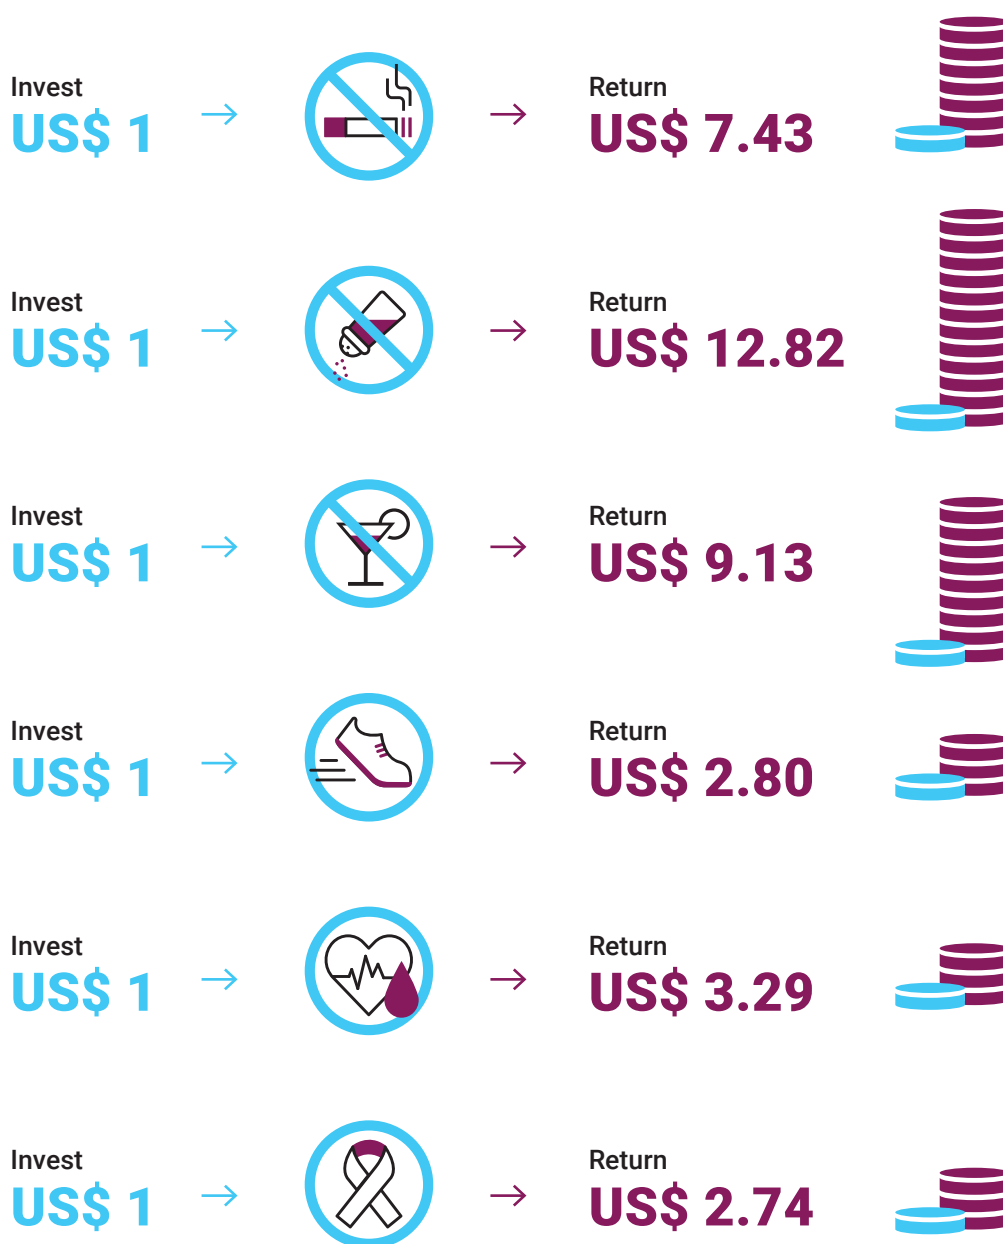 Invest
US$ 1
Return
US$ 7.43
Invest
US$ 1
Return
US$ 12.82
Invest
US$ 1
Return
US$ 9.13
Invest
US$ 1
Return
US$ 2.80
Invest
US$ 1
Return
US$ 3.29
Invest
US$ 1
Return
US$ 2.74